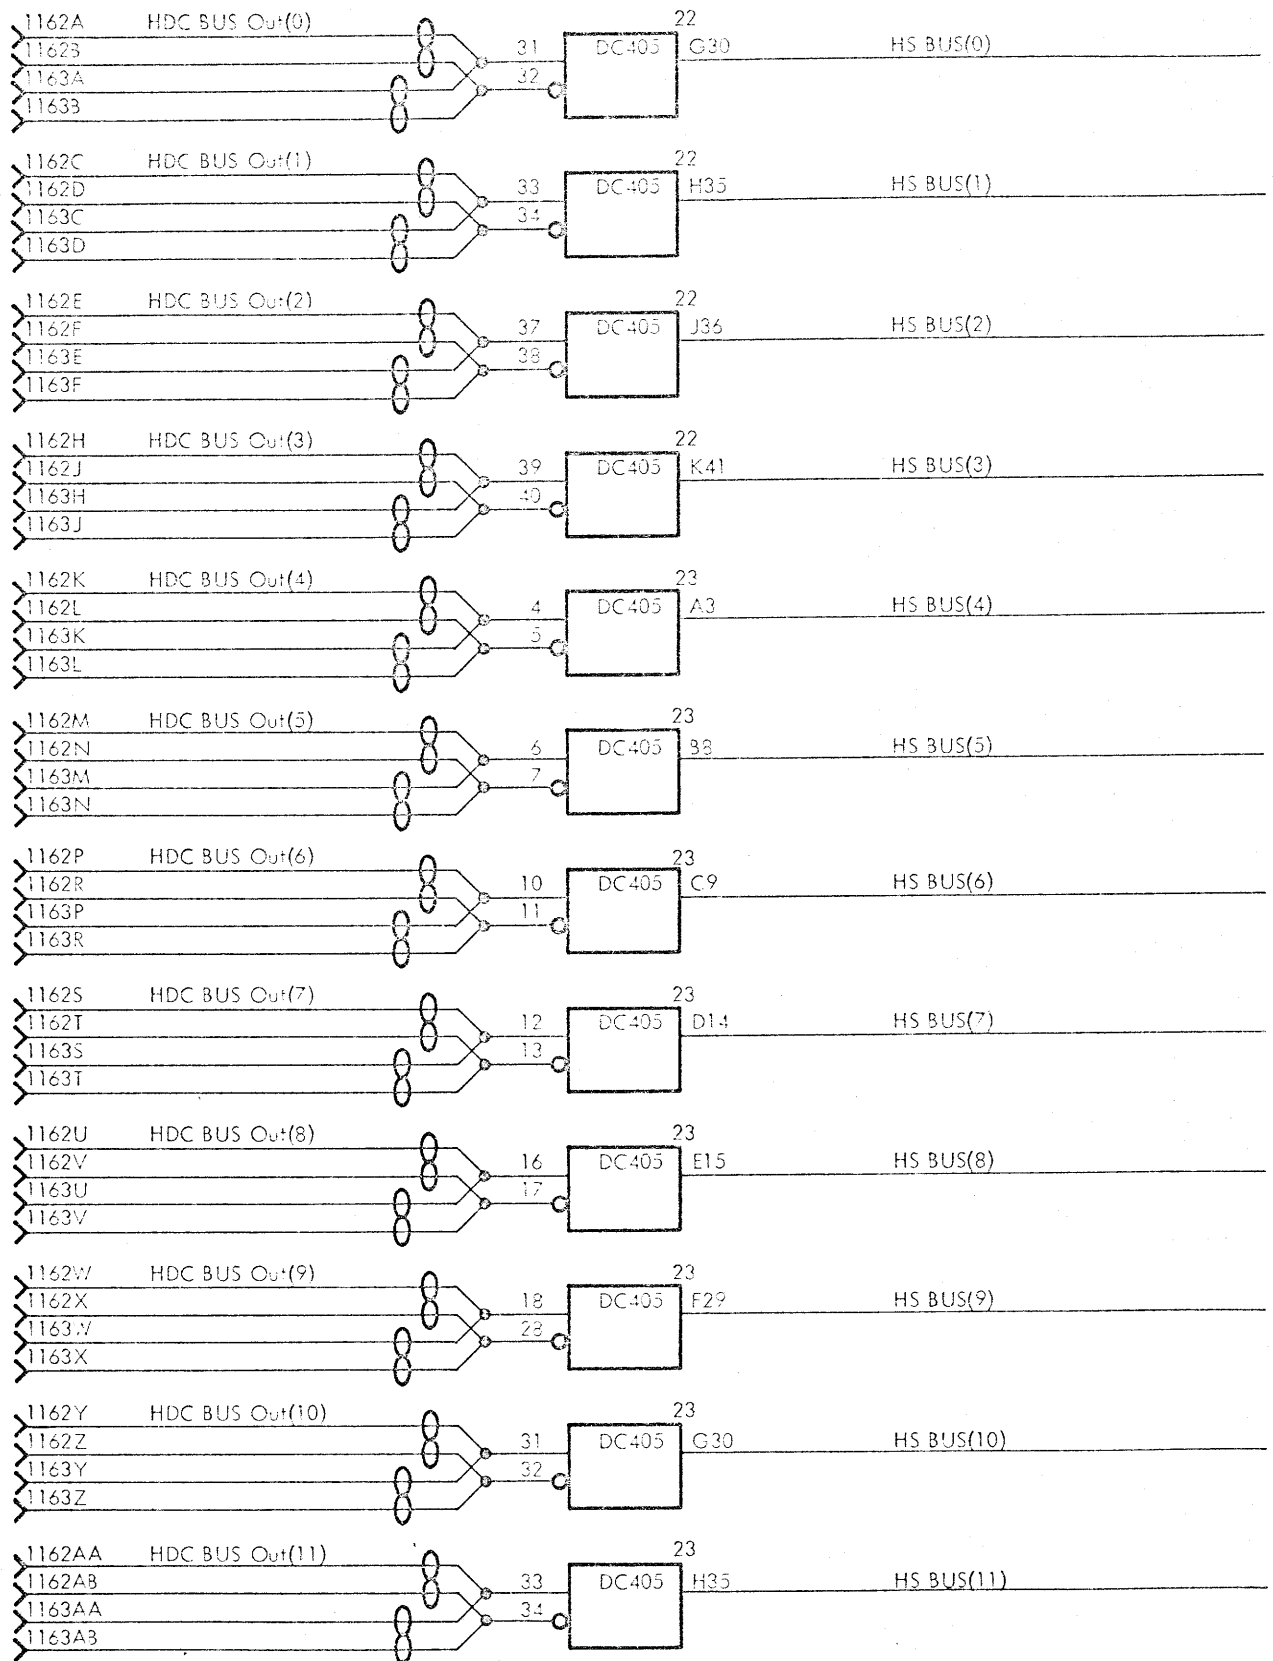 1162A HDC BUS Out(0) 22
1162B 31 DC405 G30 HS BUS(0)
1163A 32
1163B
1162C HDC BUS Out(1) 22
1162D 33 DC405 H35 HS BUS(1)
1163C 34
1163D
1162E HDC BUS Out(2) 22
1162F 37 DC405 J36 HS BUS(2)
1163E 38
1163F
1162H HDC BUS Out(3) 22
1162J 39 DC405 K41 HS BUS(3)
1163H 40
1163J
1162K HDC BUS Out(4) 23
1162L 4 DC405 A3 HS BUS(4)
1163K 5
1163L
1162M HDC BUS Out(5) 23
1162N 6 DC405 B8 HS BUS(5)
1163M 7
1163N
1162P HDC BUS Out(6) 23
1162R 10 DC405 C9 HS BUS(6)
1163P 11
1163R
1162S HDC BUS Out(7) 23
1162T 12 DC405 D14 HS BUS(7)
1163S 13
1163T
1162U HDC BUS Out(8) 23
1162V 16 DC405 E15 HS BUS(8)
1163U 17
1163V
1162W HDC BUS Out(9) 23
1162X 18 DC405 F29 HS BUS(9)
1163W 28
1163X
1162Y HDC BUS Out(10) 23
1162Z 31 DC405 G30 HS BUS(10)
1163Y 32
1163Z
1162AA HDC BUS Out(11) 23
1162AB 33 DC405 H35 HS BUS(11)
1163AA 34
1163AB